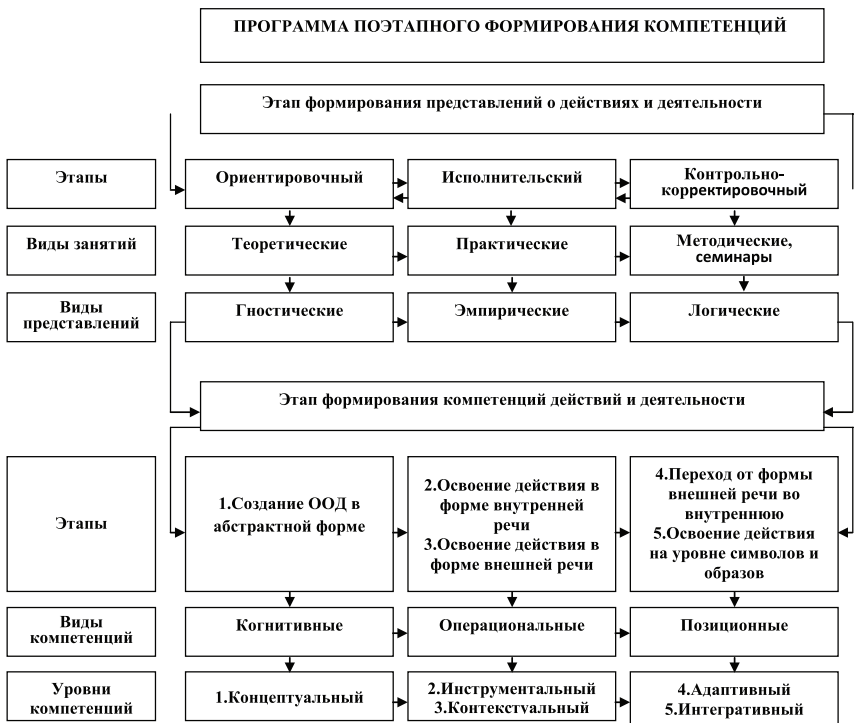 ПРОГРАММА ПОЭТАПНОГО ФОРМИРОВАНИЯ КОМПЕТЕНЦИЙ
Этап формирования представлений о действиях и деятельности
Этапы
Ориентировочный
Исполнительский
Контрольно-
корректировочный
Виды занятий
Теоретические
Практические
Методические,
семинары
Виды
представлений
Гностические
Эмпирические
Логические
Этап формирования компетенций действий и деятельности
Этапы
1.Создание ООД в
абстрактной форме
2.Освоение действия в
форме внутренней
речи
3.Освоение действия в
форме внешней речи
4.Переход от формы
внешней речи во
внутреннюю
5.Освоение действия
на уровне символов и
образов
Виды
компетенций
Когнитивные
Операциональные
Позиционные
Уровни
компетенций
1.Концептуальный
2.Инструментальный
3.Контекстуальный
4.Адаптивный
5.Интегративный